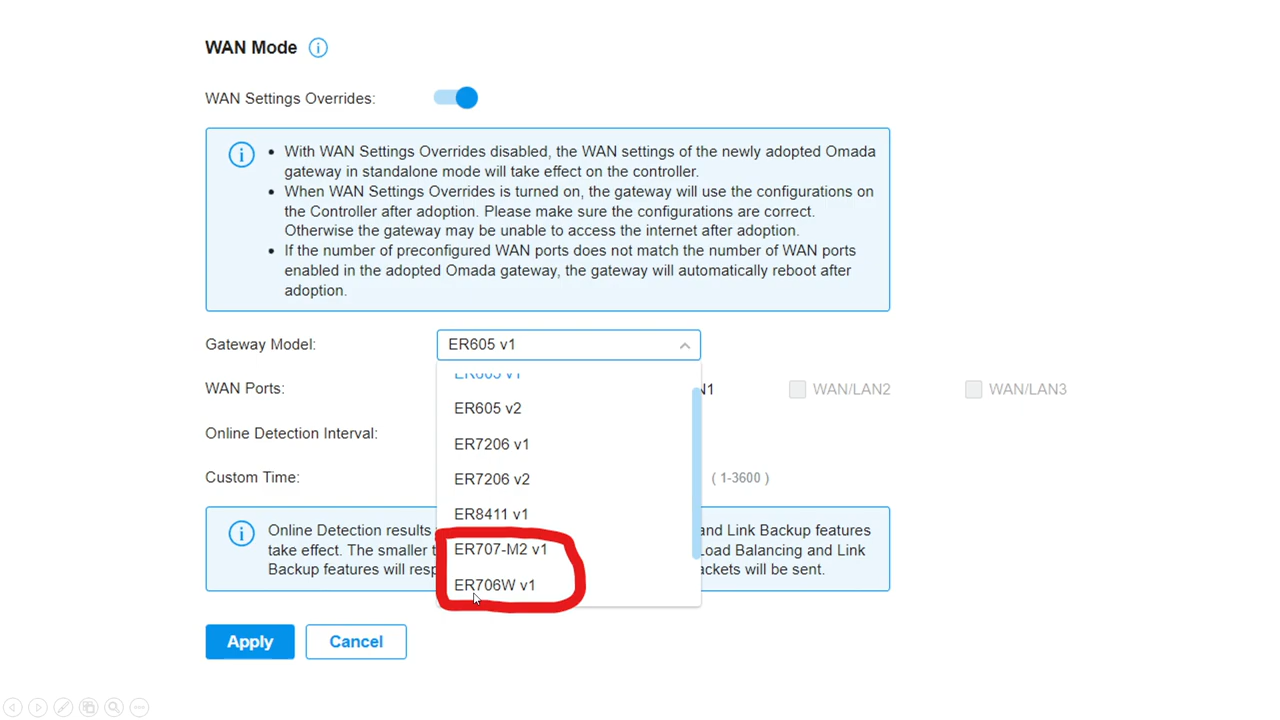 WAN Mode
WAN Settings Overrides:
• With WAN Settings Overrides disabled, the WAN settings of the newly adopted Omada
gateway in standalone mode will take effect on the controller.
• When WAN Settings Overrides is turned on, the gateway will use the configurations on
the Controller after adoption. Please make sure the configurations are correct.
Otherwise the gateway may be unable to access the internet after adoption.
• If the number of preconfigured WAN ports does not match the number of WAN ports
enabled in the adopted Omada gateway, the gateway will automatically reboot after
adoption.
Gateway Model: ER605 v1
ER605 v1
WAN Ports: N1 WAN/LAN2 WAN/LAN3
ER605 v2
Online Detection Interval:
ER7206 v1
Custom Time: ER7206 v2 ( 1-3600 )
ER8411 v1
Online Detection results and Link Backup features
ER707-M2 v1
take effect. The smaller Load Balancing and Link
Backup features will packets will be sent.
ER706W v1
Apply Cancel